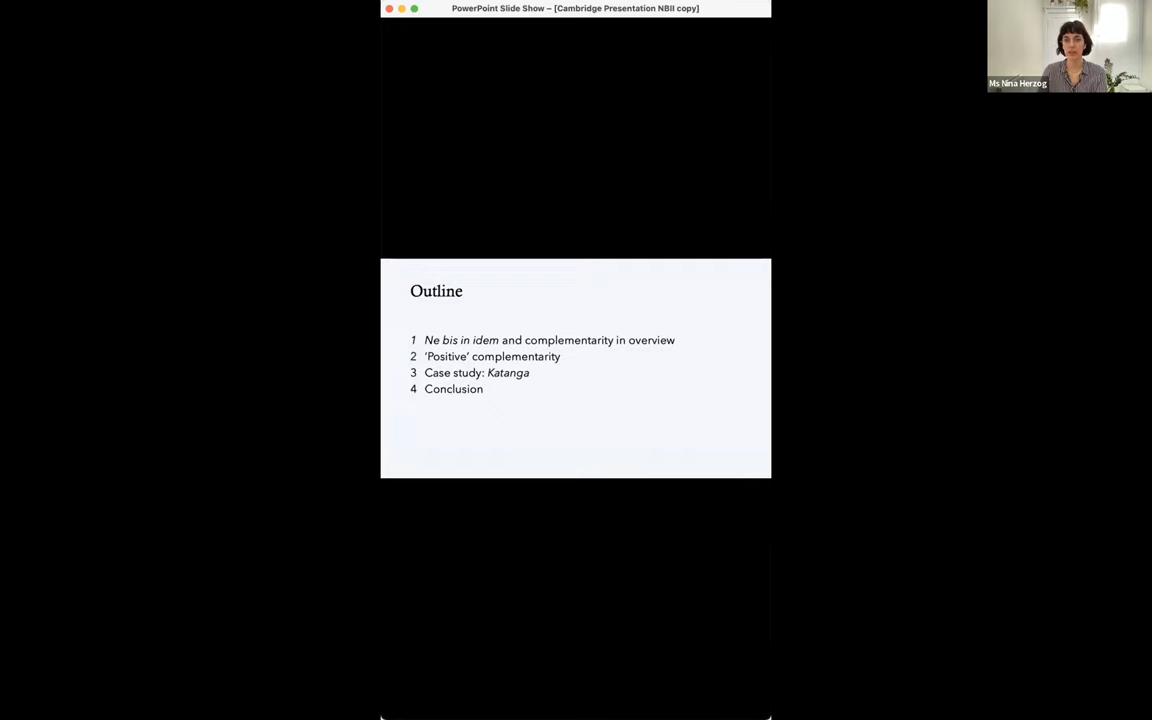 PowerPoint Slide Show – [Cambridge Presentation NBII copy]
Ms Nina Herzog
Outline
1 Ne bis in idem and complementarity in overview
2 ‘Positive’ complementarity
3 Case study: Katanga
4 Conclusion